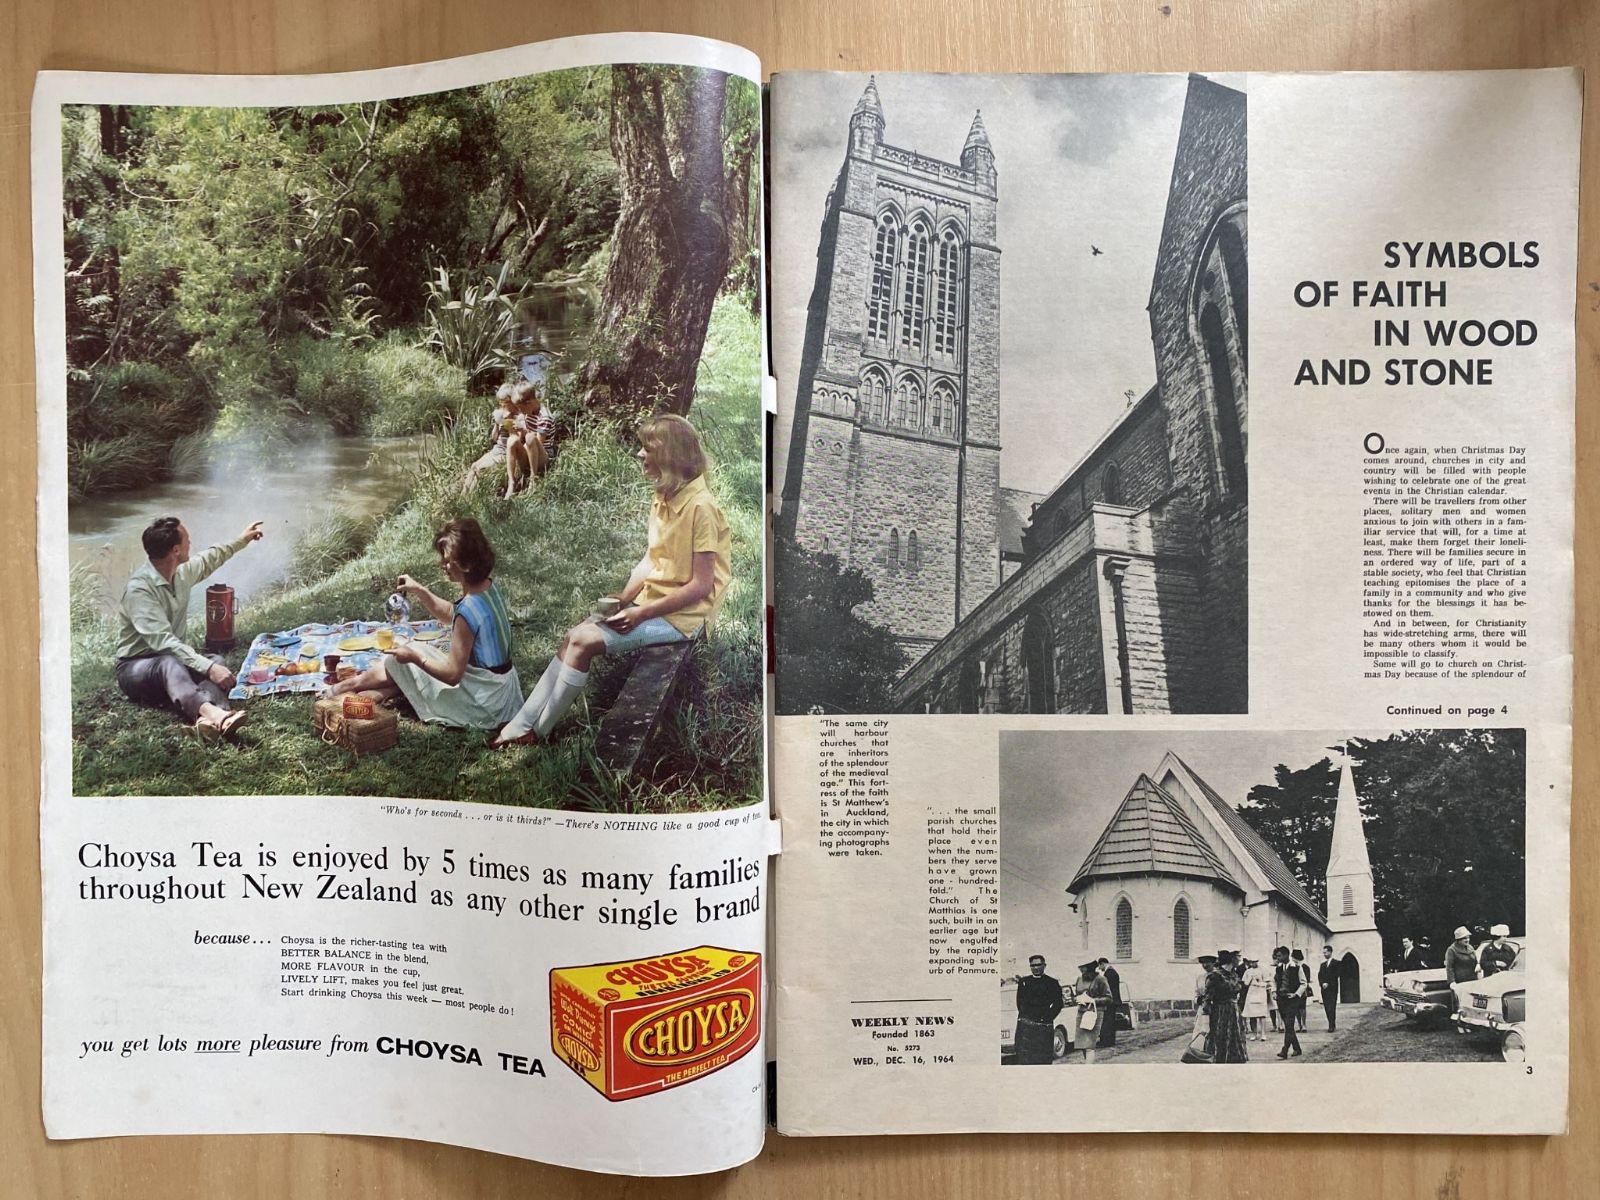 "Who's for seconds . . . or is it thirds?" —There's NOTHING like a good cup of tea.
Choysa Tea is enjoyed by 5 times as many families
throughout New Zealand as any other single brand
because... Choysa is the richer-tasting tea with
BETTER BALANCE in the blend,
MORE FLAVOUR in the cup,
LIVELY LIFT, makes you feel just great.
Start drinking Choysa this week — most people do!
you get lots more pleasure from CHOYSA TEA
CHOYSA
CHOYSA
THE PERFECT TEA
COMICS
CHOYSA
TEA
SYMBOLS
OF FAITH
IN WOOD
AND STONE
Once again, when Christmas Day
comes around, churches in city and
country will be filled with people
wishing to celebrate one of the great
events in the Christian calendar.
There will be travellers from other
places, solitary men and women
anxious to join with others in a fam-
iliar service that will, for a time at
least, make them forget their loneli-
ness. There will be families secure in
an ordered way of life, part of a
stable society, who feel that Christian
teaching epitomises the place of a
family in a community and who give
thanks for the blessings it has be-
stowed on them.
And in between, for Christianity
has wide-stretching arms, there will
be many others whom it would be
impossible to classify.
Some will go to church on Christ-
mas Day because of the splendour of
Continued on page 4
"The same city
will harbour
churches that
are inheritors
of the splendour
of the medieval
age." This fort-
ress of the faith
is St Matthew's
in Auckland,
the city in which
the accompany-
ing photographs
were taken.
". . . the small
parish churches
that hold their
place even
when the num-
bers they serve
have grown
one - hundred-
fold." The
Church of St
Matthias is one
such, built in an
earlier age but
now engulfed
by the rapidly
expanding sub-
urb of Panmure.
WEEKLY NEWS
Founded 1863
No. 5273
WED., DEC. 16, 1964
3